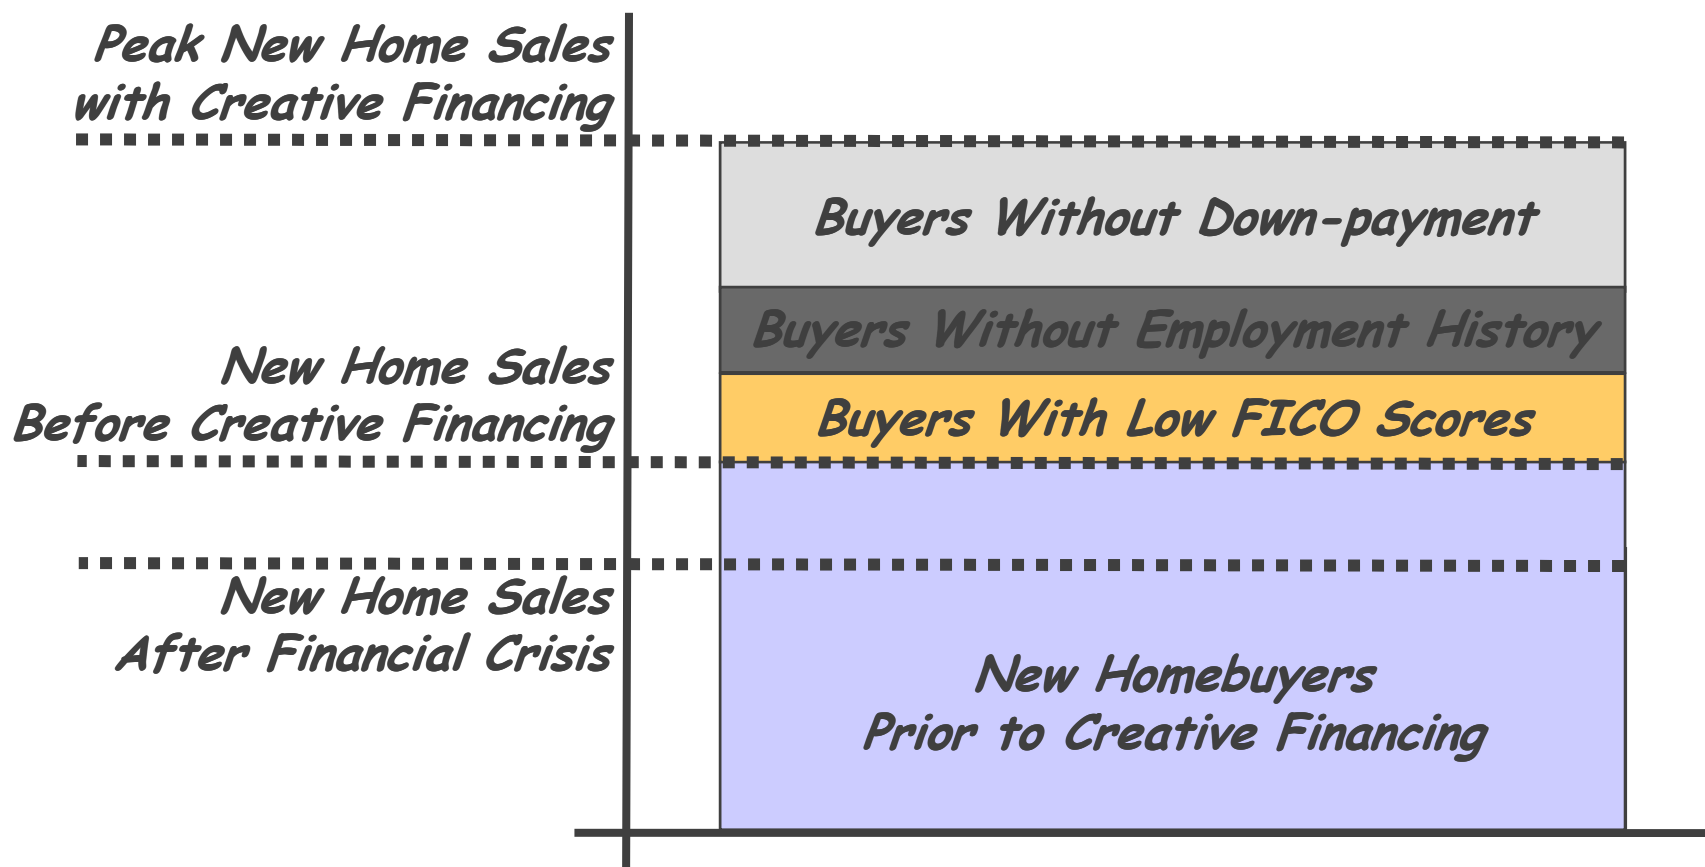 Peak New Home Sales
with Creative Financing
Buyers Without Down-payment
Buyers Without Employment History
New Home Sales
Before Creative Financing
Buyers With Low FICO Scores
New Home Sales
After Financial Crisis
New Homebuyers
Prior to Creative Financing